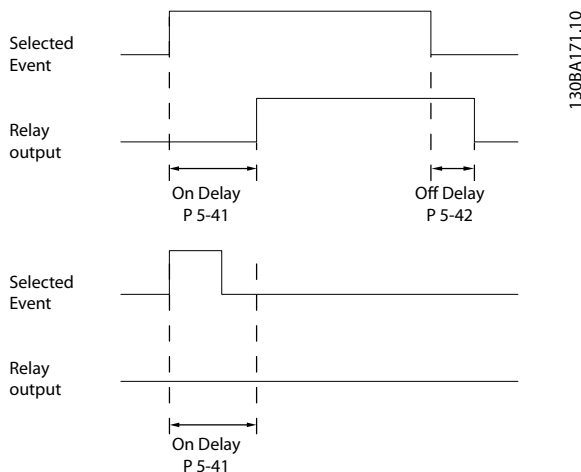 Selected
Event
130BA171.10
Relay
output
On Delay
P 5-41
Off Delay
P 5-42
Selected
Event
Relay
output
On Delay
P 5-41